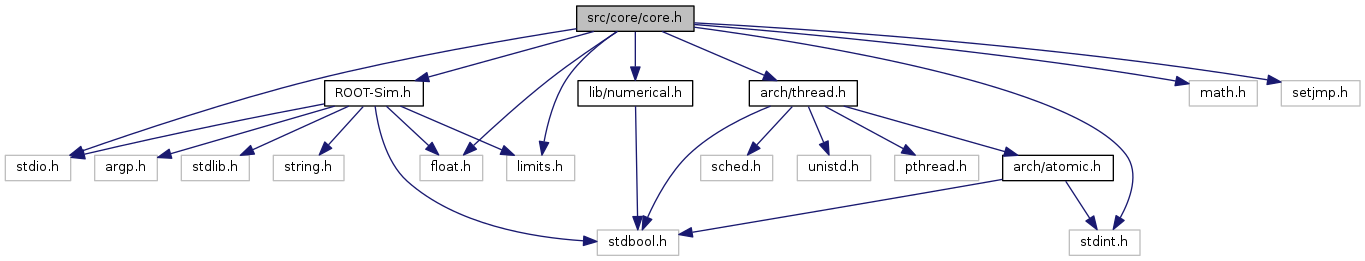 src/core/core.h
ROOT-Sim.h
lib/numerical.h
arch/thread.h
math.h
setjmp.h
stdio.h
argp.h
stdlib.h
string.h
float.h
limits.h
sched.h
unistd.h
pthread.h
arch/atomic.h
stdbool.h
stdint.h